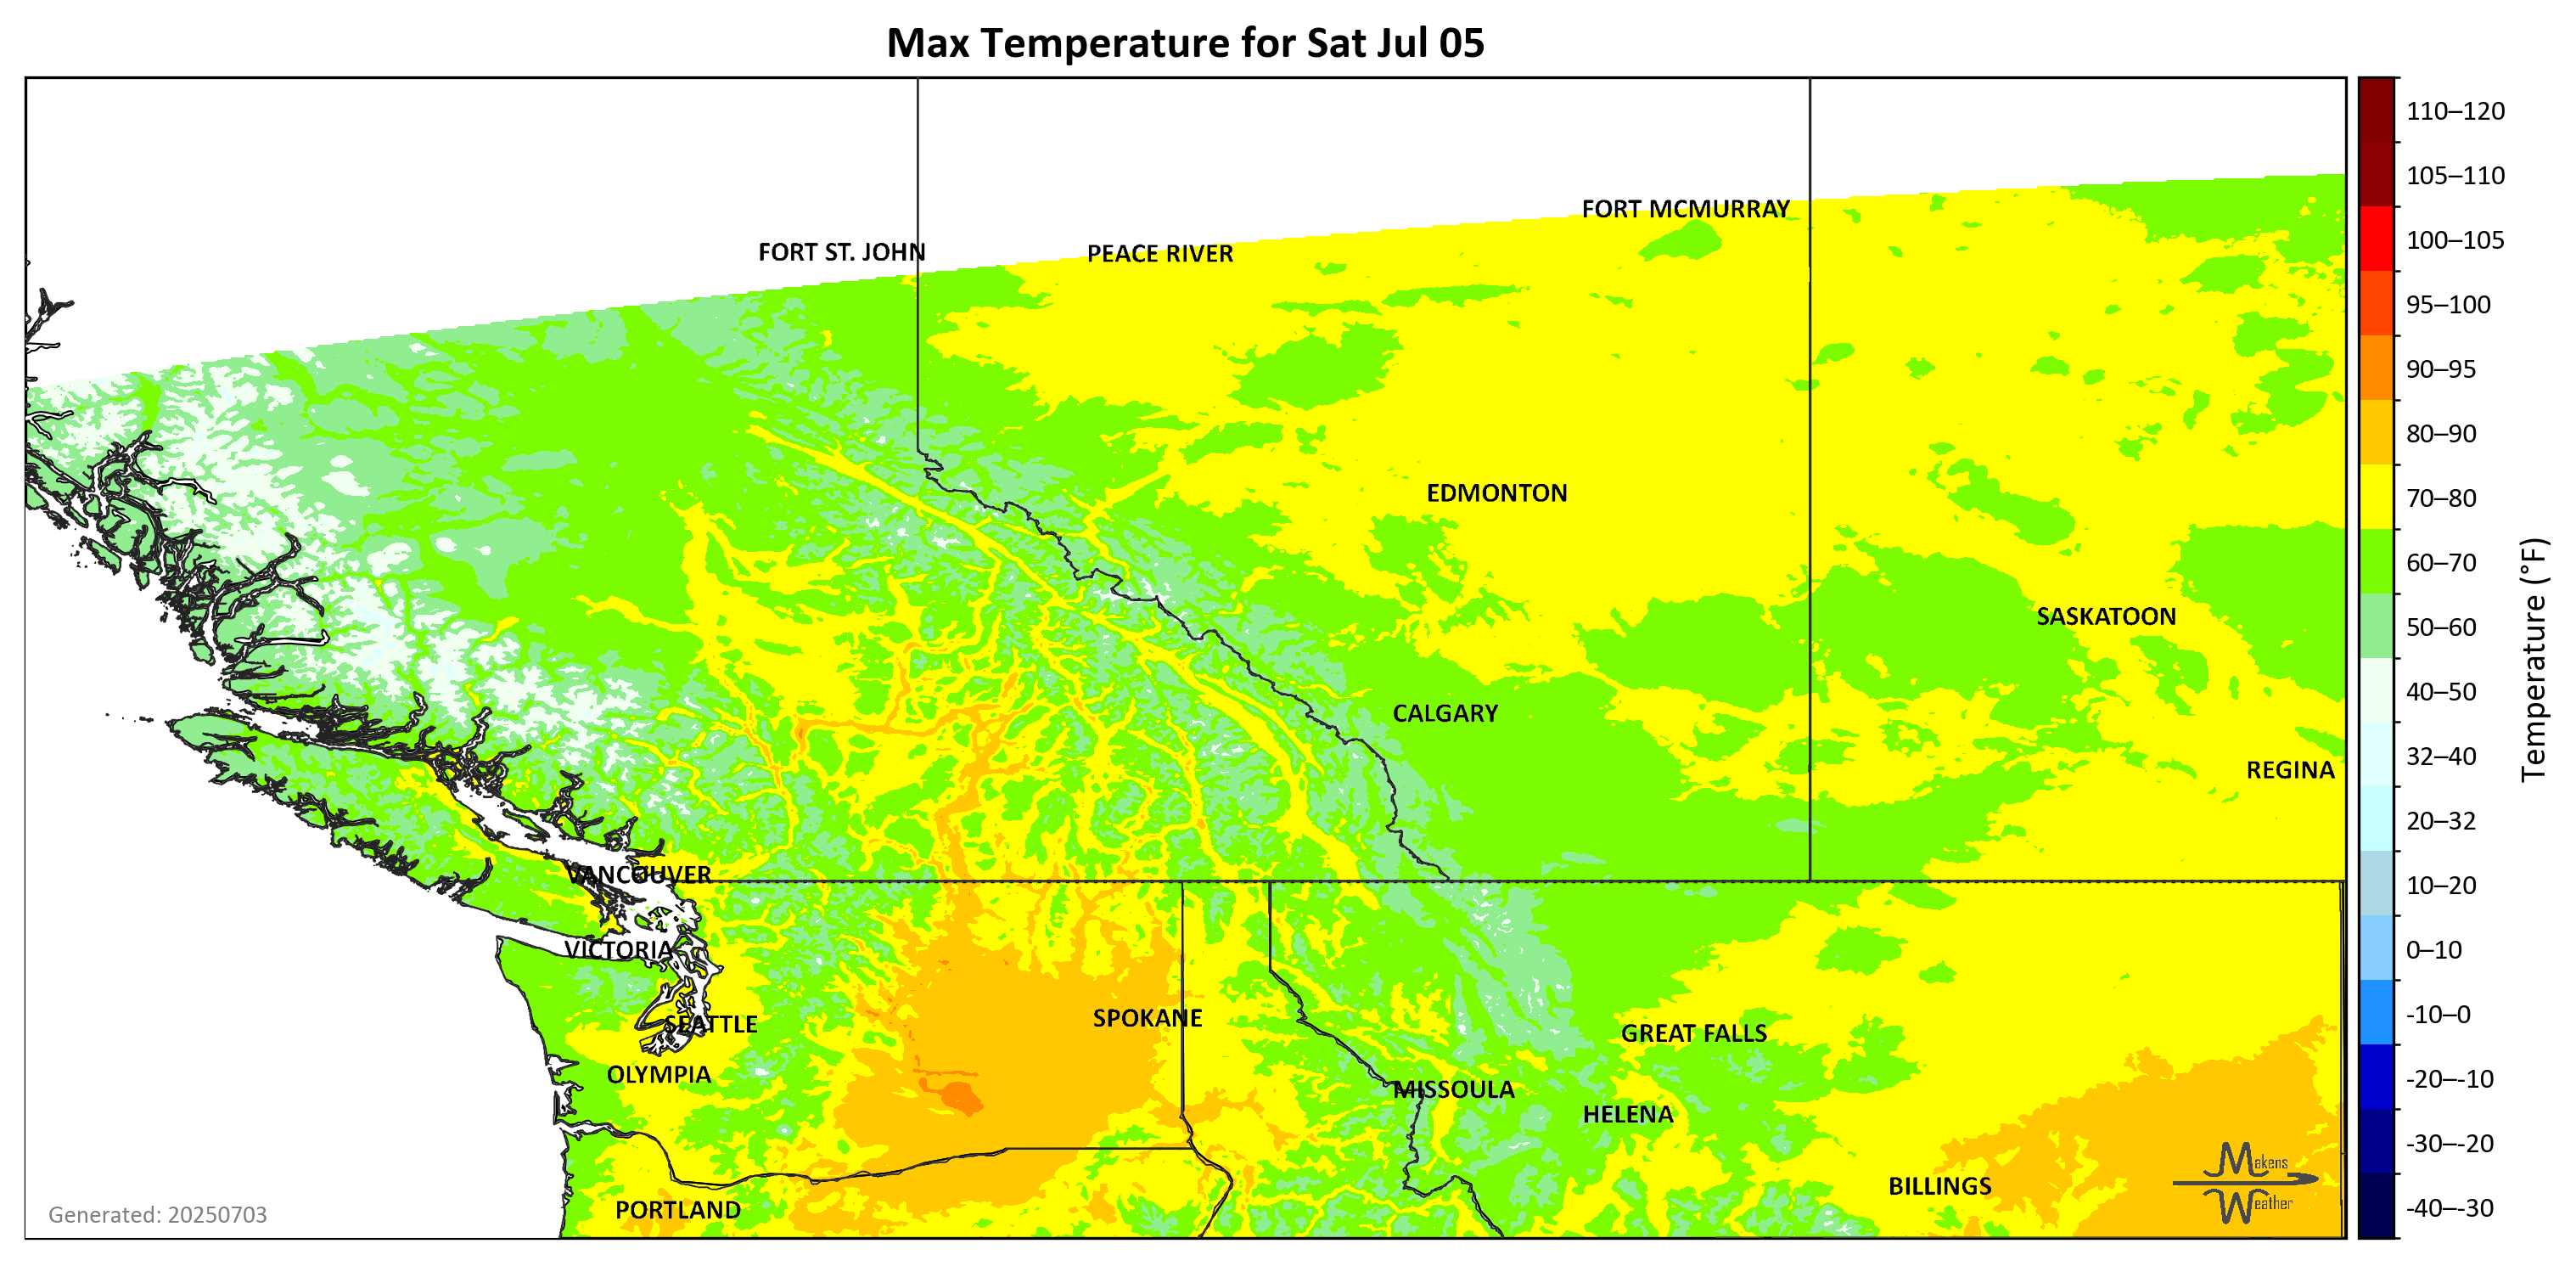 Max Temperature for Sat Jul 05
FORT MCMURRAY
FORT ST. JOHN
PEACE RIVER
EDMONTON
SASKATOON
CALGARY
REGINA
VANCOUVER
VICTORIA
SPOKANE
SEATTLE
GREAT FALLS
OLYMPIA
MISSOULA
HELENA
BILLINGS
PORTLAND
Makens
Weather
Generated: 20250703
110–120
105–110
100–105
95–100
90–95
80–90
70–80
60–70
50–60
40–50
32–40
20–32
10–20
0–10
-10–0
-20–-10
-30–-20
-40–-30
Temperature (°F)